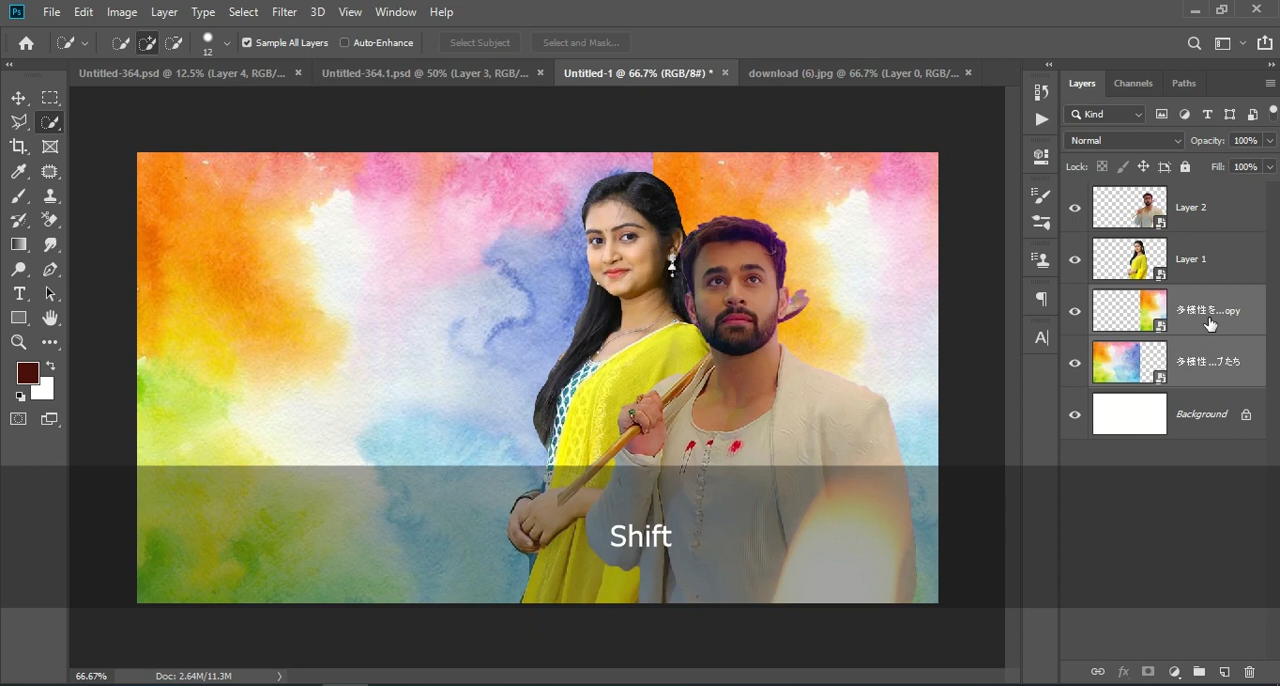 Ps File Edit Image Layer Type Select Filter 3D View Window Help
12 Sample All Layers Auto-Enhance Select Subject Select and Mask...
Untitled-364.psd @ 12.5% (Layer 4, RGB/... × Untitled-364.1.psd @ 50% (Layer 3, RGB/... × Untitled-1 @ 66.7% (RGB/8#) * × download (6).jpg @ 66.7% (Layer 0, RGB/... ×
Layers Channels Paths
Kind
Normal Opacity: 100%
Lock: Fill: 100%
Layer 2
Layer 1
多様性を...opy
多様性...ブたち
Background
Shift
66.67% Doc: 2.64M/11.3M